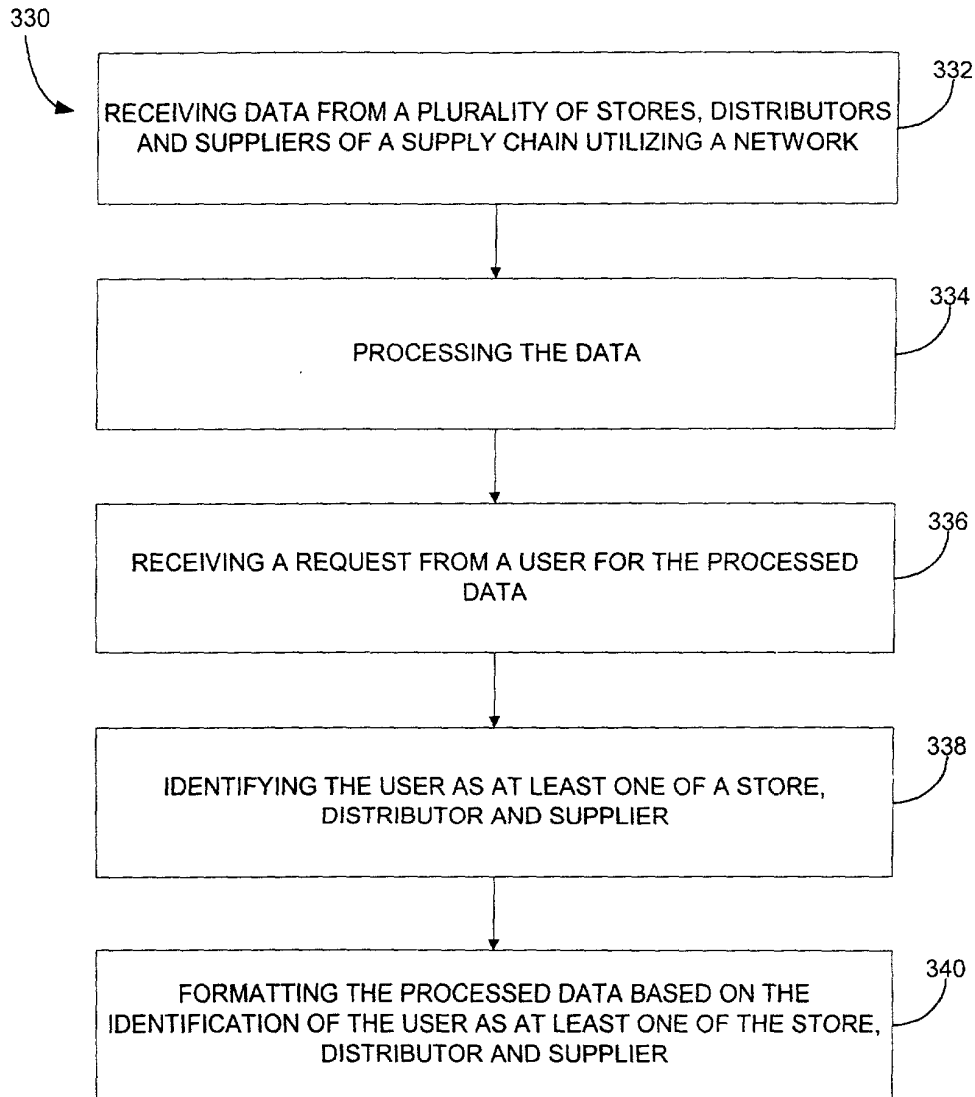 330
332
RECEIVING DATA FROM A PLURALITY OF STORES, DISTRIBUTORS
AND SUPPLIERS OF A SUPPLY CHAIN UTILIZING A NETWORK
334
PROCESSING THE DATA
336
RECEIVING A REQUEST FROM A USER FOR THE PROCESSED
DATA
338
IDENTIFYING THE USER AS AT LEAST ONE OF A STORE,
DISTRIBUTOR AND SUPPLIER
340
FORMATTING THE PROCESSED DATA BASED ON THE
IDENTIFICATION OF THE USER AS AT LEAST ONE OF THE STORE,
DISTRIBUTOR AND SUPPLIER